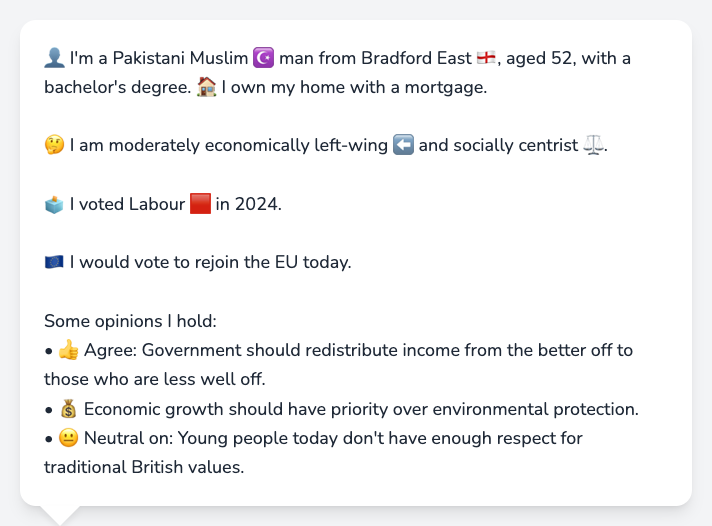 👤 I'm a Pakistani Muslim ☪️ man from Bradford East 🏴󠁧󠁢󠁥󠁮󠁧󠁿, aged 52, with a
bachelor's degree. 🏠 I own my home with a mortgage.
🤔 I am moderately economically left-wing ⬅️ and socially centrist ⚖️.
🗳️ I voted Labour 🟥 in 2024.
🇪🇺 I would vote to rejoin the EU today.
Some opinions I hold:
• 👍 Agree: Government should redistribute income from the better off to
those who are less well off.
• 💰 Economic growth should have priority over environmental protection.
• 😐 Neutral on: Young people today don't have enough respect for
traditional British values.